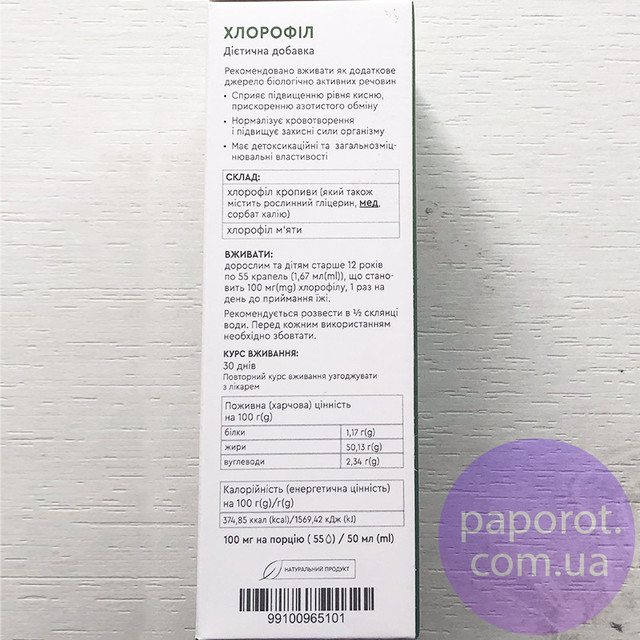 ХЛОРОФІЛ
Дієтична добавка
Рекомендовано вживати як додаткове
джерело біологічно активних речовин
• Сприяє підвищенню рівня кисню,
прискоренню азотистого обміну
• Нормалізує кровотворення
і підвищує захисні сили організму
• Має детоксикаційні та загальнозміц-
нювальні властивості
СКЛАД:
хлорофіл кропиви (який також
містить рослинний гліцерин, мед,
сорбат калію)
хлорофіл м'яти
ВЖИВАТИ:
дорослим та дітям старше 12 років
по 55 крапель (1,67 мл(ml)), що стано-
вить 100 мг(mg) хлорофілу, 1 раз на
день до приймання їжі.
Рекомендується розвести в ½ склянці
води. Перед кожним використанням
необхідно збовтати.
КУРС ВЖИВАННЯ:
30 днів
Повторний курс вживання узгоджувати
з лікарем
Поживна (харчова) цінність
на 100 г(g)
білки 1,17 г(g)
жири 50,13 г(g)
вуглеводи 2,34 г(g)
Калорійність (енергетична цінність)
на 100 г(g)/г(g)
374,85 ккал (kcal)/1569,42 кДж (kJ)
100 мг на порцію ( 55 ) / 50 мл (ml)
НАТУРАЛЬНИЙ ПРОДУКТ
99100965101
paporot.
com.ua